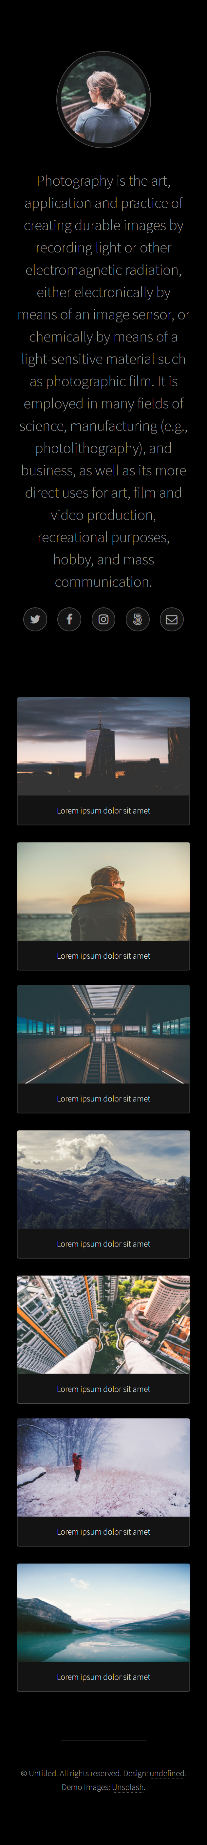 Photography is the art,
application and practice of
creating durable images by
recording light or other
electromagnetic radiation,
either electronically by
means of an image sensor, or
chemically by means of a
light-sensitive material such
as photographic film. It is
employed in many fields of
science, manufacturing (e.g.,
photolithography), and
business, as well as its more
direct uses for art, film and
video production,
recreational purposes,
hobby, and mass
communication.
Lorem ipsum dolor sit amet
Lorem ipsum dolor sit amet
Lorem ipsum dolor sit amet
Lorem ipsum dolor sit amet
Lorem ipsum dolor sit amet
Lorem ipsum dolor sit amet
Lorem ipsum dolor sit amet
© Untitled. All rights reserved. Design: undefined.
Demo Images: Unsplash.